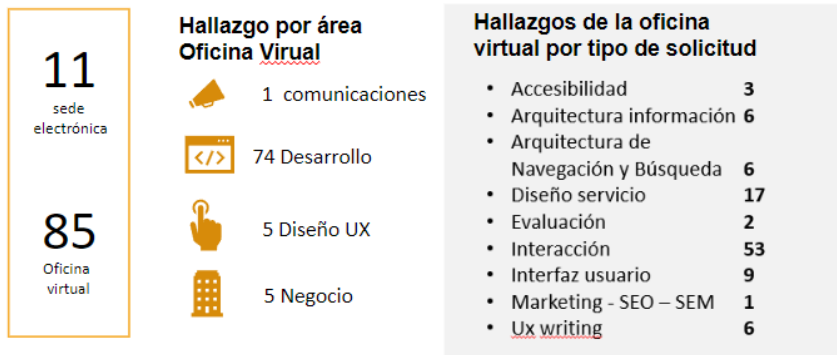 11
sede
electrónica
85
Oficina
virtual
Hallazgo por área
Oficina Virual
1 comunicaciones
</>
74 Desarrollo
5 Diseño UX
5 Negocio
Hallazgos de la oficina
virtual por tipo de solicitud
• Accesibilidad 3
• Arquitectura información 6
• Arquitectura de
Navegación y Búsqueda 6
• Diseño servicio 17
• Evaluación 2
• Interacción 53
• Interfaz usuario 9
• Marketing - SEO – SEM 1
• Ux writing 6